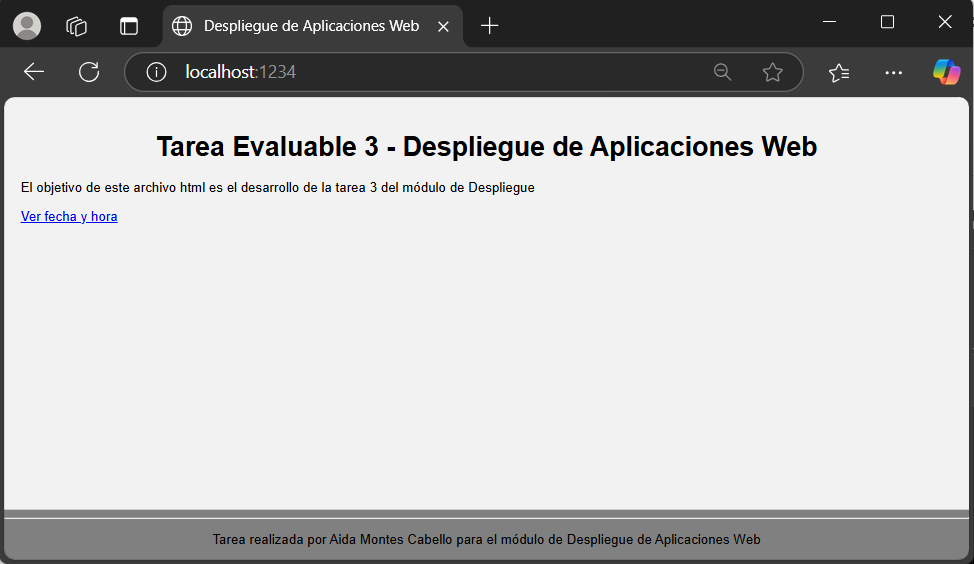 Despliegue de Aplicaciones Web
localhost:1234
Tarea Evaluable 3 - Despliegue de Aplicaciones Web
El objetivo de este archivo html es el desarrollo de la tarea 3 del módulo de Despliegue
Ver fecha y hora
Tarea realizada por Aida Montes Cabello para el módulo de Despliegue de Aplicaciones Web